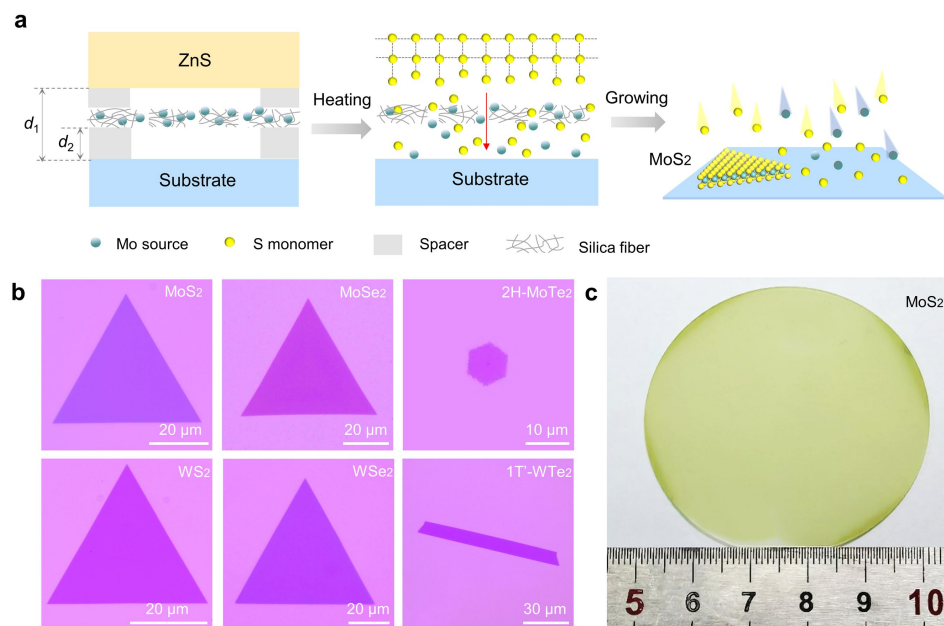 a
ZnS
d1
d2
Substrate
Heating
Substrate
Growing
MoS2
Mo source
S monomer
Spacer
Silica fiber
b
MoS2
20 μm
MoSe2
20 μm
2H-MoTe2
10 μm
WS2
20 μm
WSe2
20 μm
1T'-WTe2
30 μm
c
MoS2
5 6 7 8 9 10